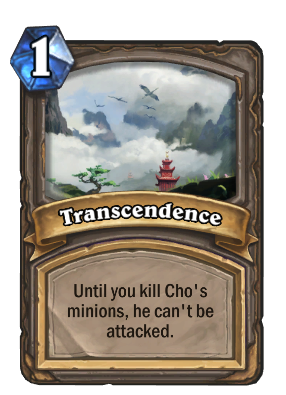 1
Transcendence
Until you kill Cho's
minions, he can't be
attacked.